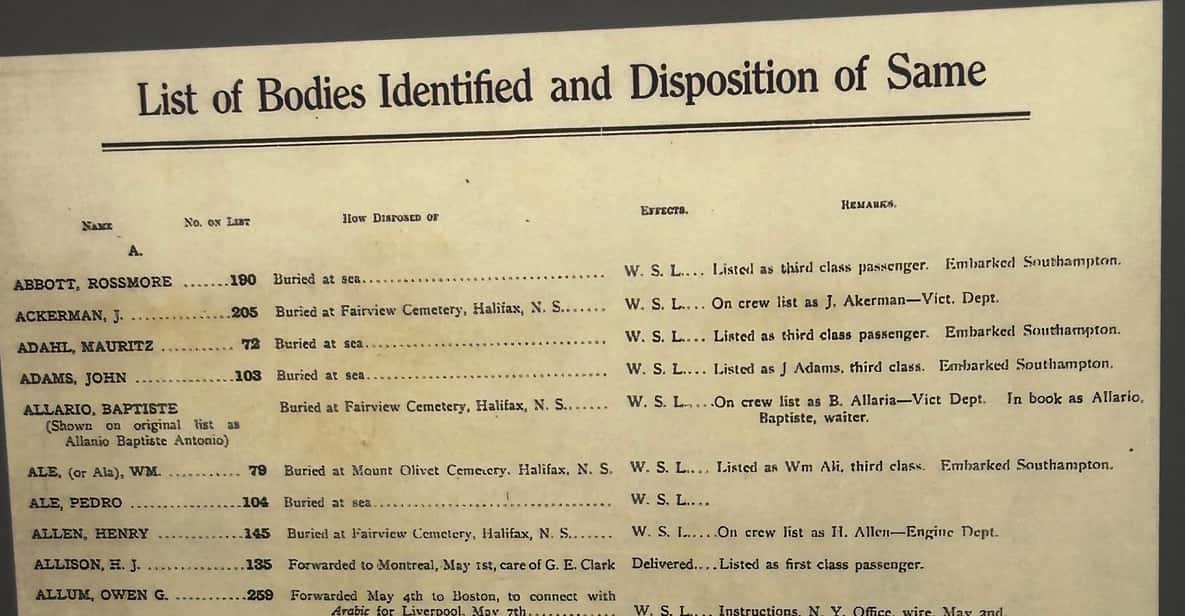 List of Bodies Identified and Disposition of Same
NAME No. ON LIST HOW DISPOSED OF EFFECTS. REMARKS.
A.
ABBOTT, ROSSMORE .......190 Buried at sea.................................... W. S. L.... Listed as third class passenger. Embarked Southampton.
ACKERMAN, J. ..............205 Buried at Fairview Cemetery, Halifax, N. S....... W. S. L.... On crew list as J. Akerman—Vict. Dept.
ADAHL, MAURITZ ........... 72 Buried at sea.................................... W. S. L.... Listed as third class passenger. Embarked Southampton.
ADAMS, JOHN ..............103 Buried at sea.................................... W. S. L.... Listed as J Adams, third class. Embarked Southampton.
ALLARIO, BAPTISTE Buried at Fairview Cemetery, Halifax, N. S....... W. S. L.....On crew list as B. Allaria—Vict Dept. In book as Allario,
(Shown on original list as Baptiste, waiter.
Allanio Baptiste Antonio)
ALE, (or Ala), WM. .......... 79 Buried at Mount Olivet Cemetery. Halifax, N. S. W. S. L.... Listed as Wm Ali, third class. Embarked Southampton.
ALE, PEDRO ................104 Buried at sea.................................... W. S. L....
ALLEN, HENRY ............145 Buried at Fairview Cemetery, Halifax, N. S....... W. S. L.....On crew list as H. Allen—Engine Dept.
ALLISON, H. J. ..............135 Forwarded to Montreal, May 1st, care of G. E. Clark Delivered....Listed as first class passenger.
ALLUM, OWEN G. ...........259 Forwarded May 4th to Boston, to connect with
Arabic for Liverpool, May 7th........... W. S. L.... Instructions, N. Y. Office, wire, May 2nd.